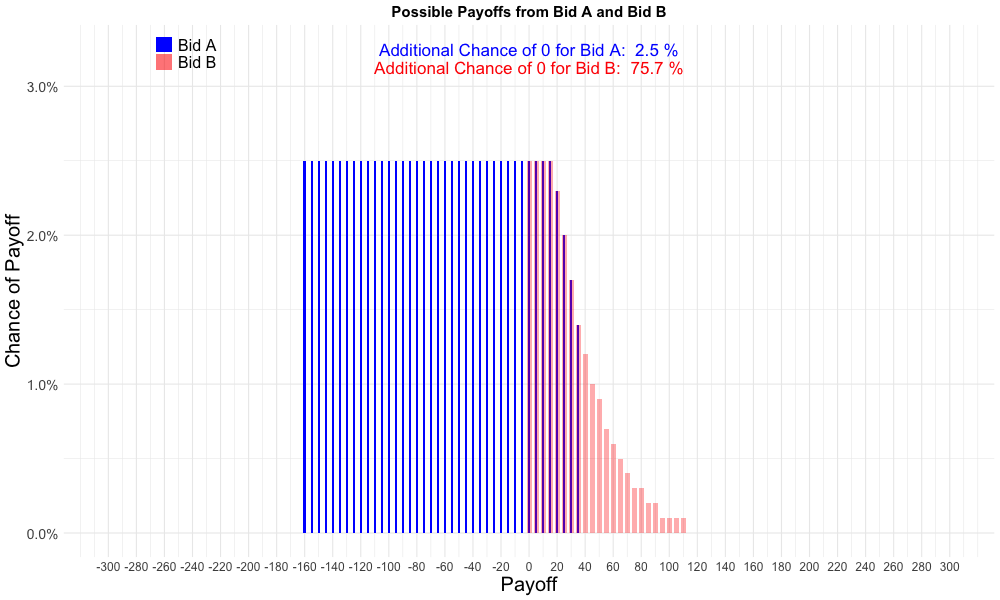 Possible Payoffs from Bid A and Bid B
Bid A
Bid B
Additional Chance of 0 for Bid A:  2.5 %
Additional Chance of 0 for Bid B:  75.7 %
Chance of Payoff
3.0%
2.0%
1.0%
0.0%
-300 -280 -260 -240 -220 -200 -180 -160 -140 -120 -100 -80 -60 -40 -20 0 20 40 60 80 100 120 140 160 180 200 220 240 260 280 300
Payoff